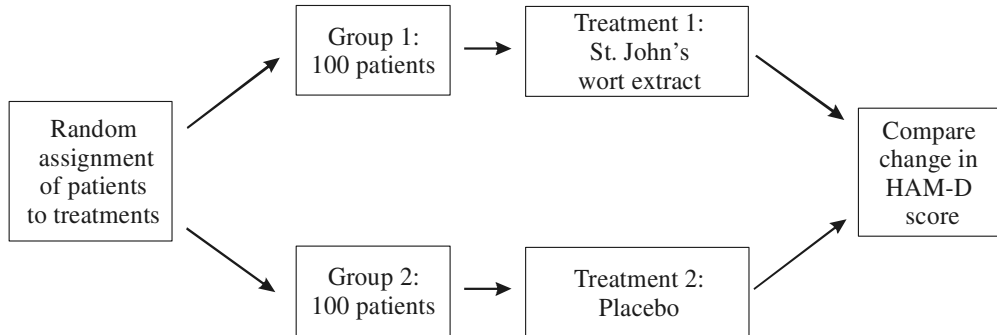 Random
assignment
of patients
to treatments
Group 1:
100 patients
Treatment 1:
St. John’s
wort extract
Group 2:
100 patients
Treatment 2:
Placebo
Compare
change in
HAM-D
score